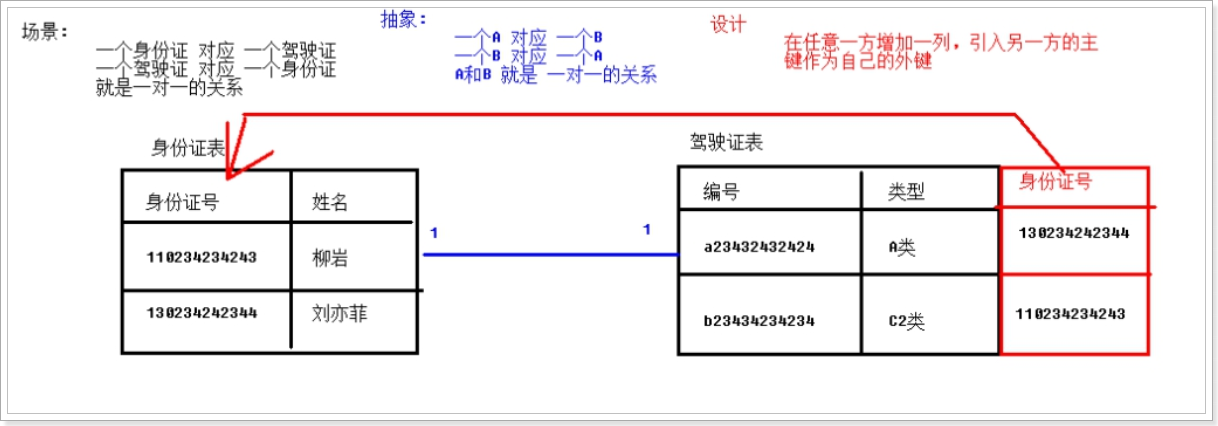 场景：
一个身份证 对应 一个驾驶证
一个驾驶证 对应 一个身份证
就是一对一的关系
抽象：
一个A 对应 一个B
一个B 对应 一个A
A和B 就是 一对一的关系
设计
在任意一方增加一列，引入另一方的主
键作为自己的外键
身份证表
身份证号 姓名
110234234243 柳岩
130234242344 刘亦菲
1 1
驾驶证表
编号 类型 身份证号
a23432432424 A类 130234242344
b23434234234 C2类 110234234243